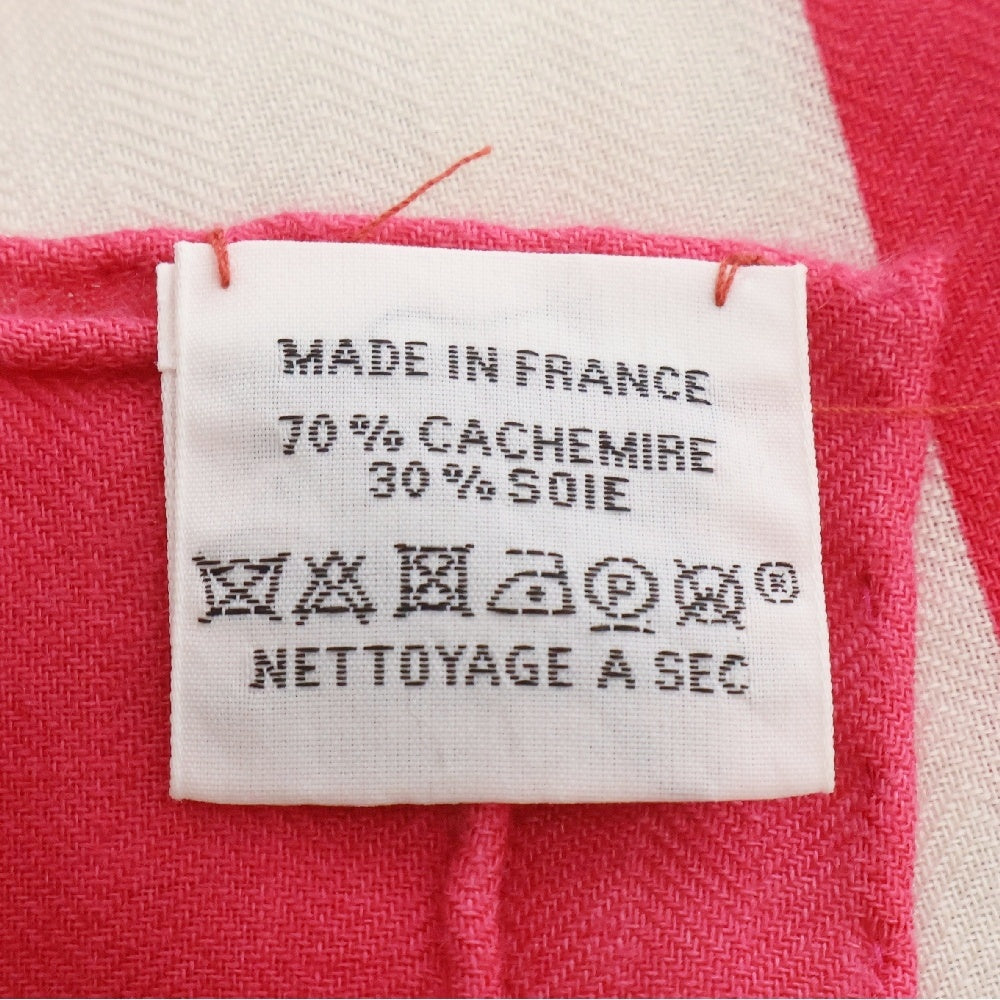 MADE IN FRANCE
70% CACHEMIRE
30% SOIE
P ®
NETTOYAGE A SEC